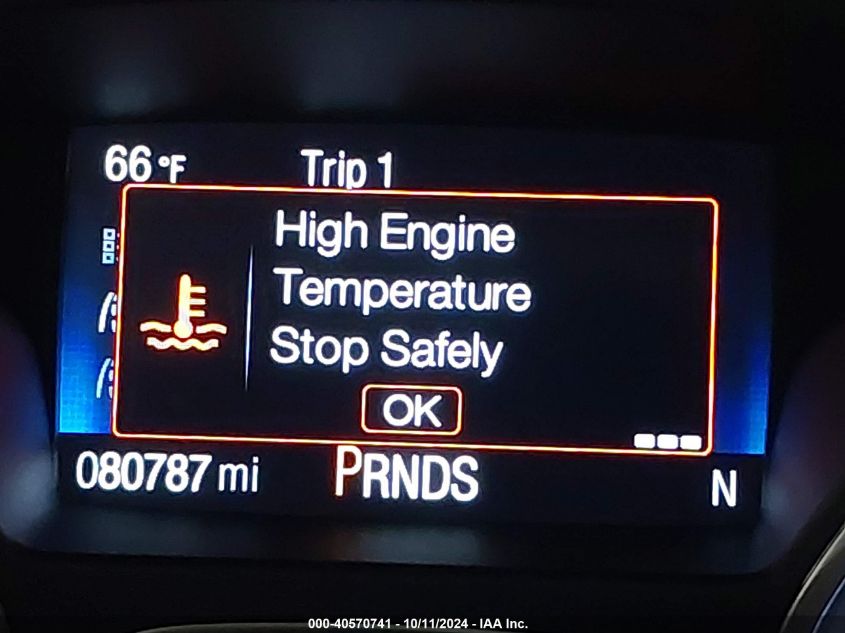 66 °F Trip 1
High Engine
Temperature
Stop Safely
OK
080787 mi PRNDS N
000-40570741 - 10/11/2024 - IAA Inc.